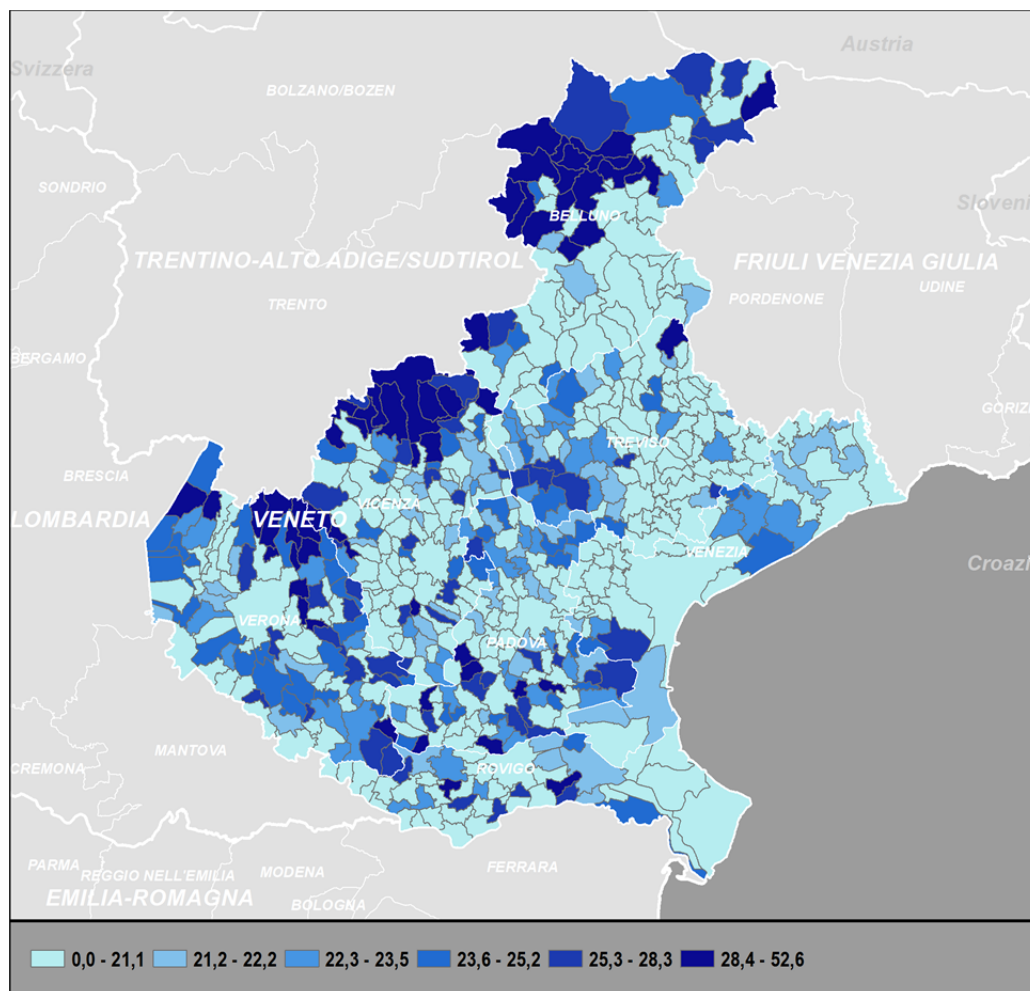 Austria
Svizzera
BOLZANO/BOZEN
SONDRIO
Sloveni
BELLUNO
TRENTINO-ALTO ADIGE/SUDTIROL
FRIULI VENEZIA GIULIA
UDINE
PORDENONE
TRENTO
BERGAMO
GORIZ
TREVISO
BRESCIA
VICENZA
LOMBARDIA
VENETO
VENEZIA
Croazi
VERONA
PADOVA
MANTOVA
CREMONA
ROVIGO
PARMA
REGGIO NELL'EMILIA
MODENA
FERRARA
EMILIA-ROMAGNA
BOLOGNA
0,0 - 21,1 21,2 - 22,2 22,3 - 23,5 23,6 - 25,2 25,3 - 28,3 28,4 - 52,6